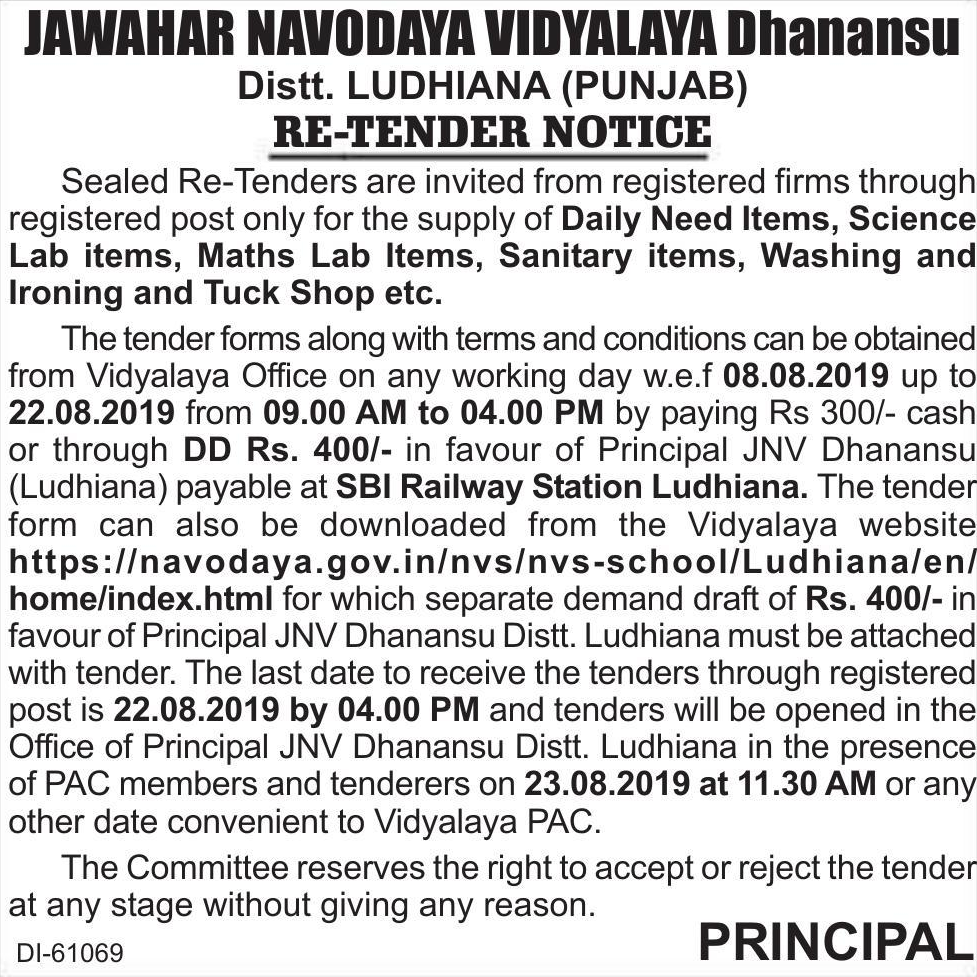 JAWAHAR NAVODAYA VIDYALAYA Dhanansu
Distt. LUDHIANA (PUNJAB)
RE-TENDER NOTICE
Sealed Re-Tenders are invited from registered firms through
registered post only for the supply of Daily Need Items, Science
Lab items, Maths Lab Items, Sanitary items, Washing and
Ironing and Tuck Shop etc.
The tender forms along with terms and conditions can be obtained
from Vidyalaya Office on any working day w.e.f 08.08.2019 up to
22.08.2019 from 09.00 AM to 04.00 PM by paying Rs 300/- cash
or through DD Rs. 400/- in favour of Principal JNV Dhanansu
(Ludhiana) payable at SBI Railway Station Ludhiana. The tender
form can also be downloaded from the Vidyalaya website
https://navodaya.gov.in/nvs/nvs-school/Ludhiana/en/
home/index.html for which separate demand draft of Rs. 400/- in
favour of Principal JNV Dhanansu Distt. Ludhiana must be attached
with tender. The last date to receive the tenders through registered
post is 22.08.2019 by 04.00 PM and tenders will be opened in the
Office of Principal JNV Dhanansu Distt. Ludhiana in the presence
of PAC members and tenderers on 23.08.2019 at 11.30 AM or any
other date convenient to Vidyalaya PAC.
The Committee reserves the right to accept or reject the tender
at any stage without giving any reason.
DI-61069 PRINCIPAL